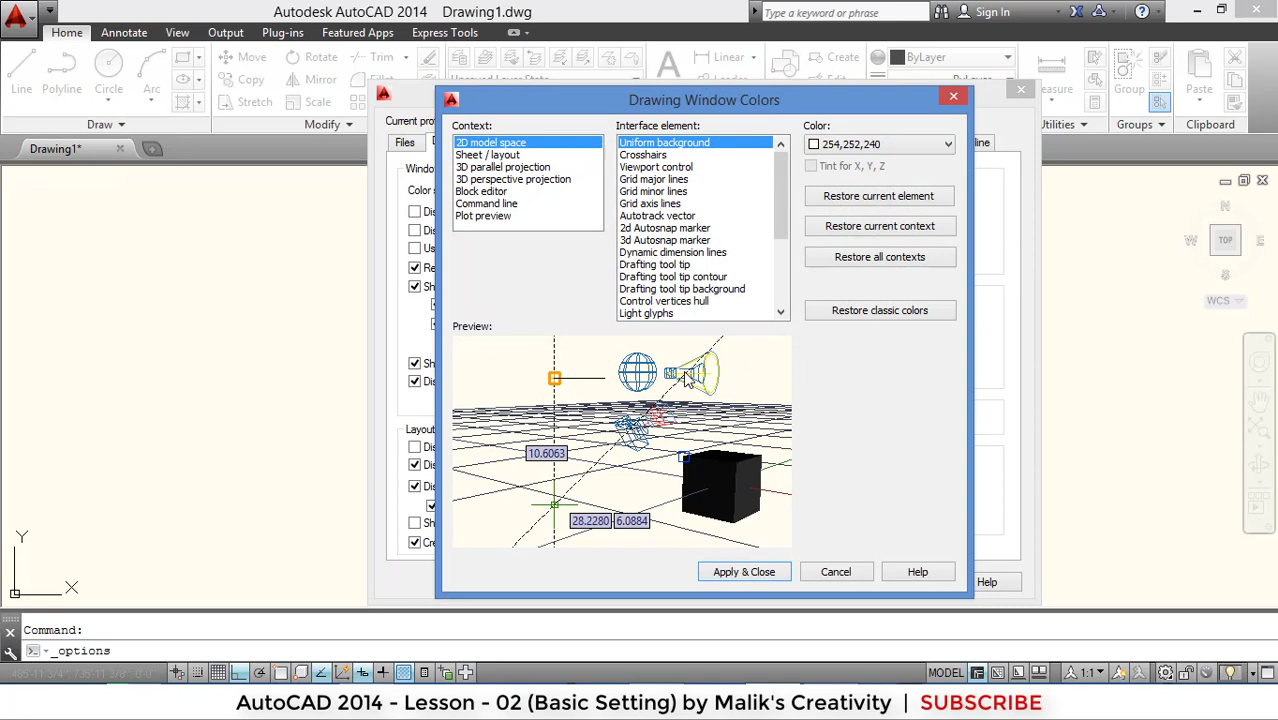 Autodesk AutoCAD 2014 Drawing1.dwg
Type a keyword or phrase
Sign In
Home Annotate View Output Plug-ins Featured Apps Express Tools
Line Polyline Circle Arc
Move Rotate Trim
Copy Mirror Fillet
Stretch Chamfer Hide
Create
ByLayer
Group
Paste
Draw Modify Groups Clipboard
Drawing1*
Current pro
Files
Drawing Window Colors
Context:
2D model space
Sheet / layout
3D parallel projection
3D perspective projection
Block editor
Command line
Plot preview
Interface element:
Uniform background
Crosshairs
Viewport control
Grid major lines
Grid minor lines
Grid axis lines
Autotrack vector
2d Autosnap marker
3d Autosnap marker
Dynamic dimension lines
Drafting tool tip
Drafting tool tip contour
Drafting tool tip background
Control vertices hull
Light glyphs
Color:
254,252,240
Tint for X, Y, Z
Restore current element
Restore current context
Restore all contexts
Restore classic colors
Preview:
10.6063
28.2280 6.0884
Apply & Close Cancel Help
Help
N
W TOP E
S
WCS
Y
X
Command:
_options
MODEL
1:1
AutoCAD 2014 - Lesson - 02 (Basic Setting) by Malik's Creativity | SUBSCRIBE